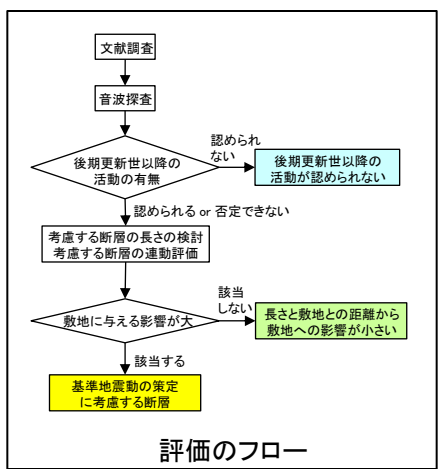 文献調査
音波探査
後期更新世以降の
活動の有無
認められ
ない
後期更新世以降の
活動が認められない
認められる or 否定できない
考慮する断層の長さの検討
考慮する断層の連動評価
敷地に与える影響が大
該当
しない
長さと敷地との距離から
敷地への影響が小さい
該当する
基準地震動の策定
に考慮する断層
評価のフロー